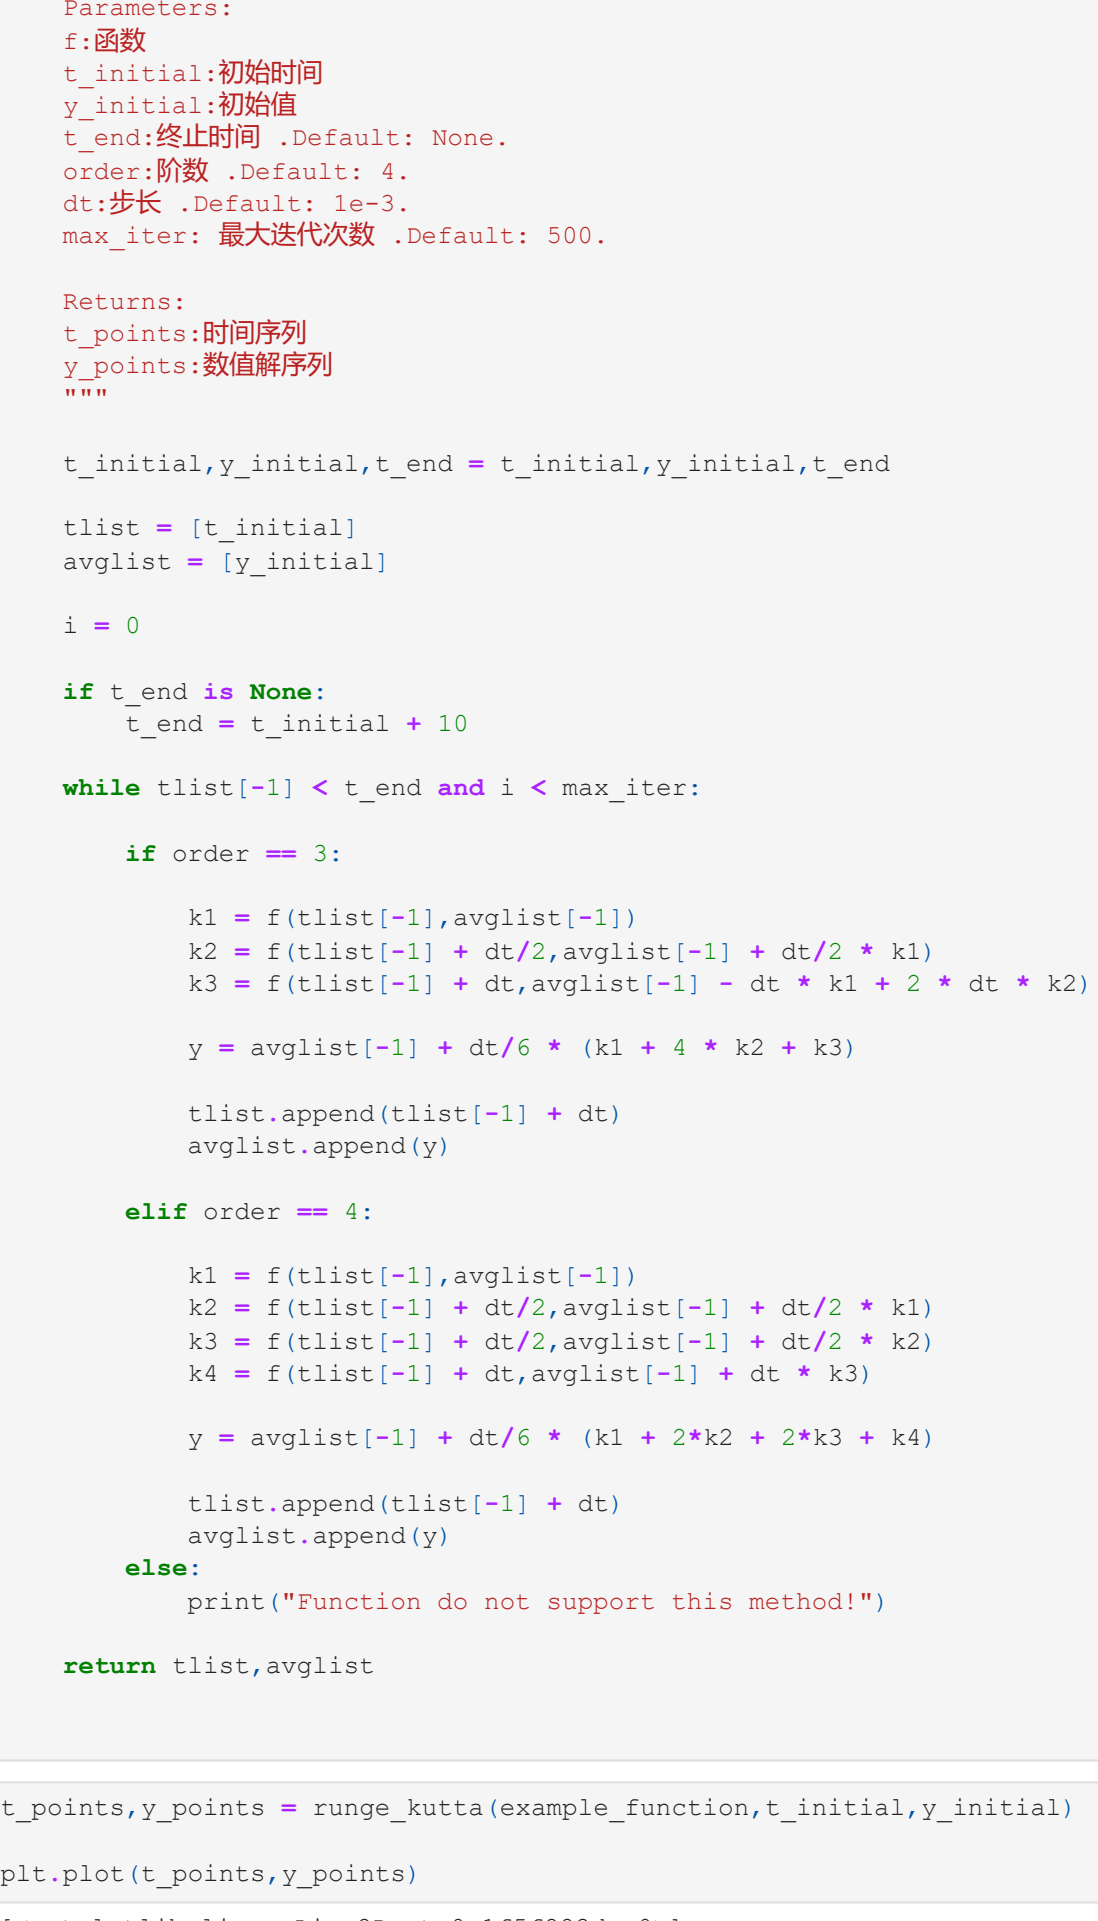 Parameters:
f:函数
t_initial:初始时间
y_initial:初始值
t_end:终止时间 .Default: None.
order:阶数 .Default: 4.
dt:步长 .Default: 1e-3.
max_iter: 最大迭代次数 .Default: 500.
Returns:
t_points:时间序列
y_points:数值解序列
"""
t_initial,y_initial,t_end = t_initial,y_initial,t_end
tlist = [t_initial]
avglist = [y_initial]
i = 0
if t_end is None:
t_end = t_initial + 10
while tlist[-1] < t_end and i < max_iter:
if order == 3:
k1 = f(tlist[-1],avglist[-1])
k2 = f(tlist[-1] + dt/2,avglist[-1] + dt/2 * k1)
k3 = f(tlist[-1] + dt,avglist[-1] - dt * k1 + 2 * dt * k2)
y = avglist[-1] + dt/6 * (k1 + 4 * k2 + k3)
tlist.append(tlist[-1] + dt)
avglist.append(y)
elif order == 4:
k1 = f(tlist[-1],avglist[-1])
k2 = f(tlist[-1] + dt/2,avglist[-1] + dt/2 * k1)
k3 = f(tlist[-1] + dt/2,avglist[-1] + dt/2 * k2)
k4 = f(tlist[-1] + dt,avglist[-1] + dt * k3)
y = avglist[-1] + dt/6 * (k1 + 2*k2 + 2*k3 + k4)
tlist.append(tlist[-1] + dt)
avglist.append(y)
else:
print("Function do not support this method!")
return tlist,avglist
t_points,y_points = runge_kutta(example_function,t_initial,y_initial)
plt.plot(t_points,y_points)